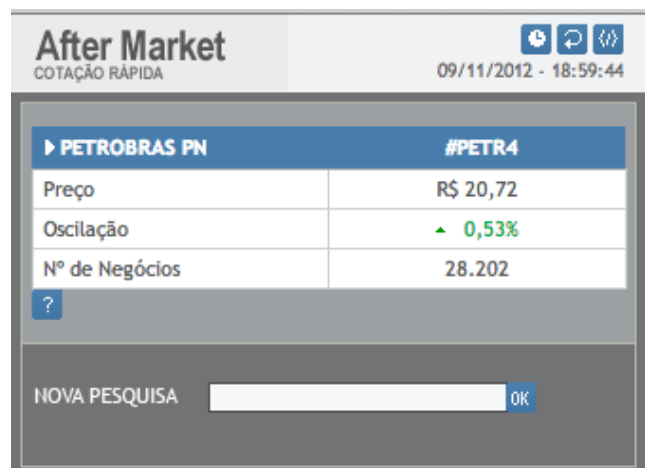 After Market
COTAÇÃO RÁPIDA
09/11/2012 - 18:59:44
PETROBRAS PN #PETR4
Preço R$ 20,72
Oscilação 0,53%
Nº de Negócios 28.202
?
NOVA PESQUISA OK